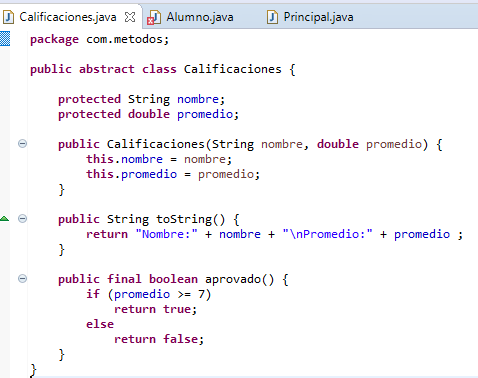 Calificaciones.java Alumno.java Principal.java
package com.metodos;
public abstract class Calificaciones {
protected String nombre;
protected double promedio;
public Calificaciones(String nombre, double promedio) {
this.nombre = nombre;
this.promedio = promedio;
}
public String toString() {
return "Nombre:" + nombre + "\nPromedio:" + promedio ;
}
public final boolean aprovado() {
if (promedio >= 7)
return true;
else
return false;
}
}